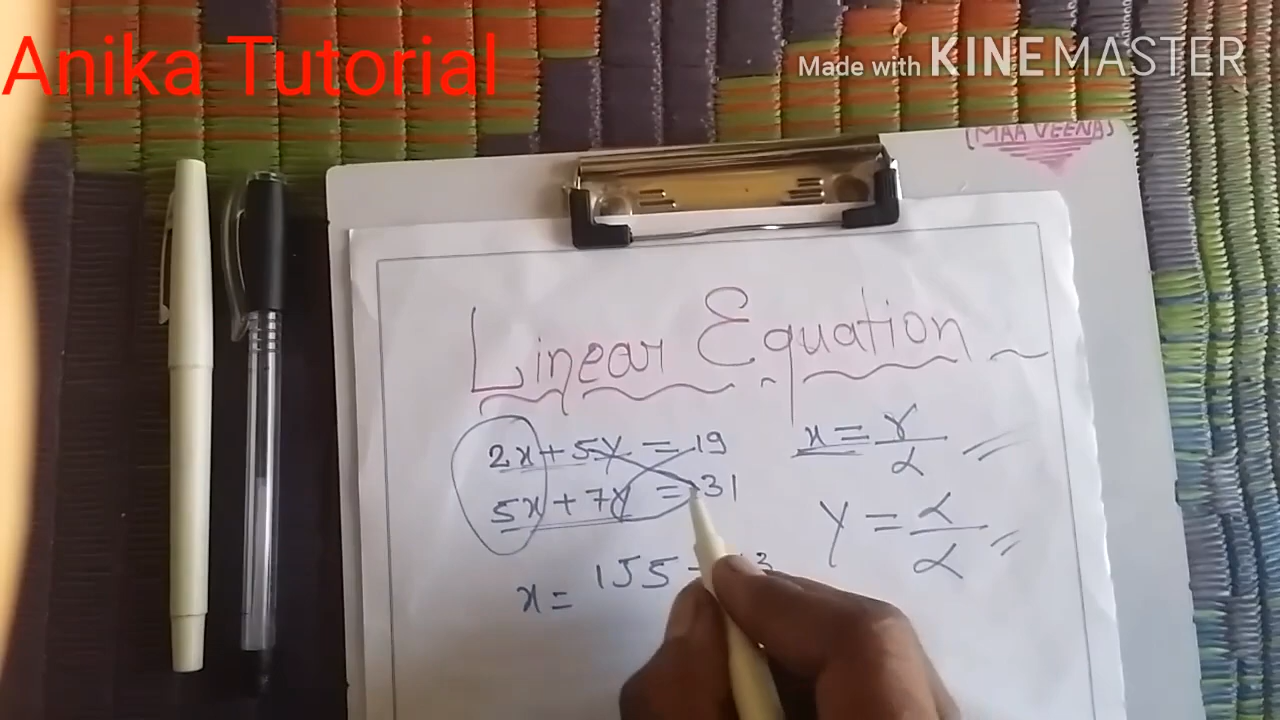 Anika Tutorial
Made with KINEMASTER
(MAA VEENA)
Linear Equation
2x + 5y = 19
5x + 7y = 31
x =
y =
x = 155 -